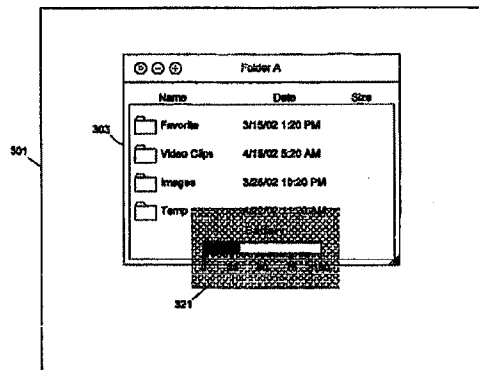 Folder A
Name Date Size
303
Favorite 3/15/02 1:20 PM
301
Video Clips 4/15/02 5:20 AM
Images 3/25/02 10:20 PM
Temp
321